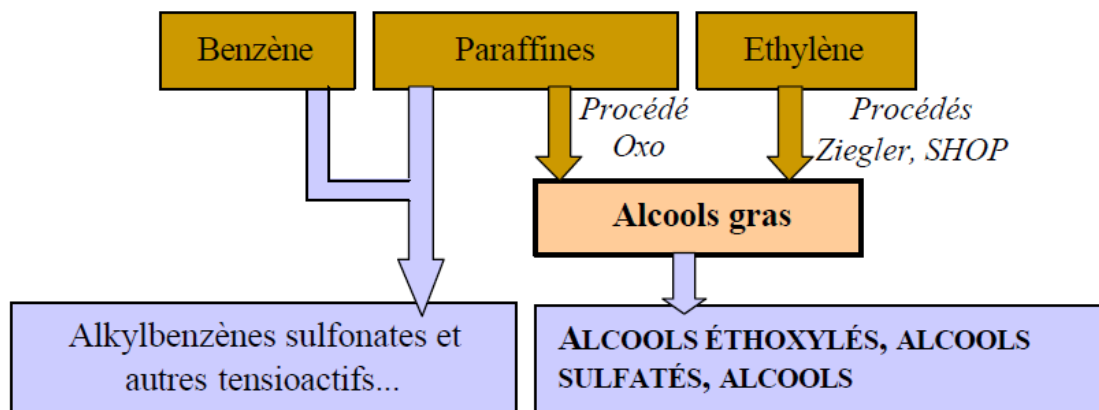 Benzène
Paraffines
Ethylène
Procédé
Oxo
Procédés
Ziegler, SHOP
Alcools gras
Alkylbenzènes sulfonates et
autres tensioactifs...
ALCOOLS ÉTHOXYLÉS, ALCOOLS
SULFATÉS, ALCOOLS